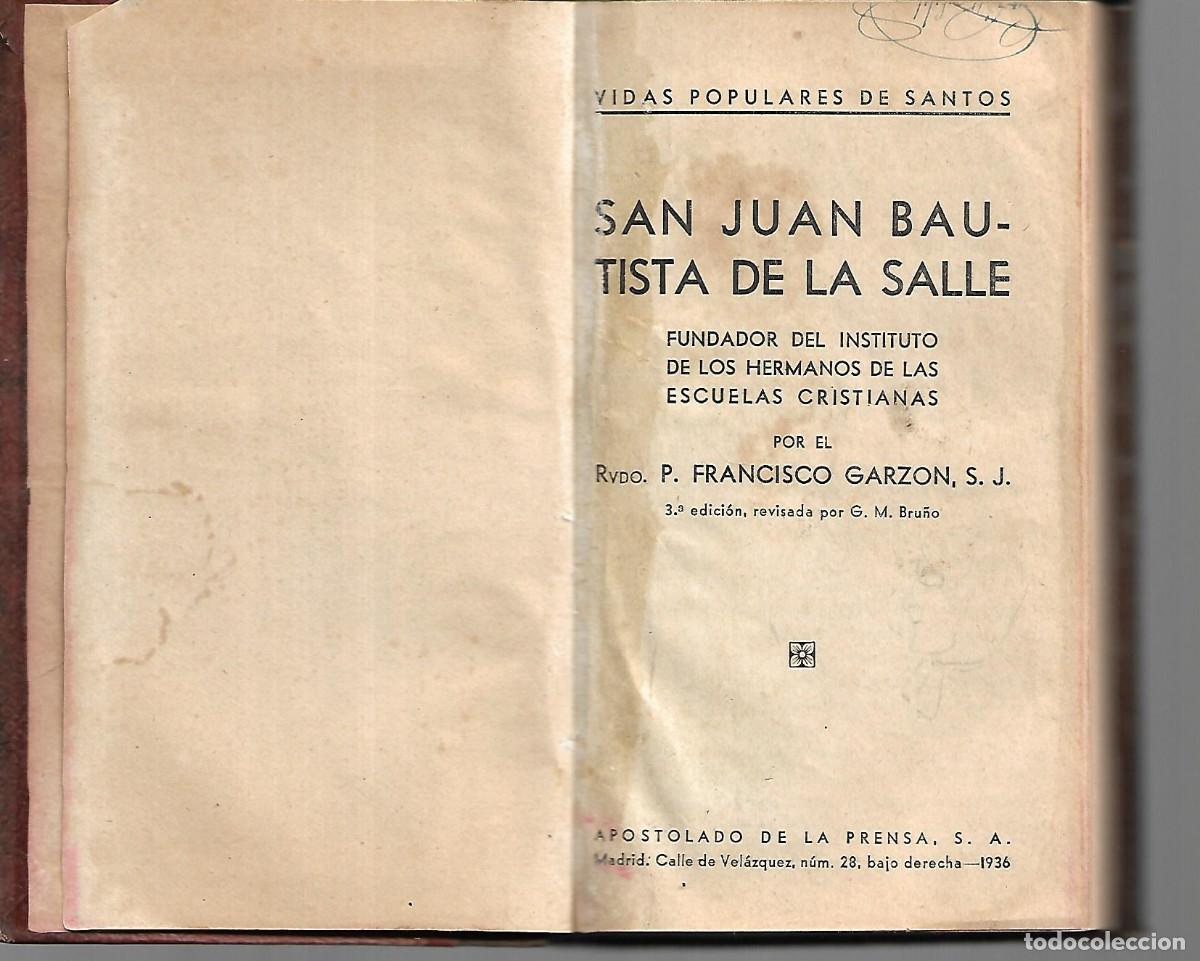 VIDAS POPULARES DE SANTOS
SAN JUAN BAU-
TISTA DE LA SALLE
FUNDADOR DEL INSTITUTO
DE LOS HERMANOS DE LAS
ESCUELAS CRISTIANAS
POR EL
RVDO. P. FRANCISCO GARZON, S. J.
3.ª edición, revisada por G. M. Bruño
APOSTOLADO DE LA PRENSA, S. A.
Madrid. Calle de Velázquez, núm. 28, bajo derecha—1936
todocoleccion